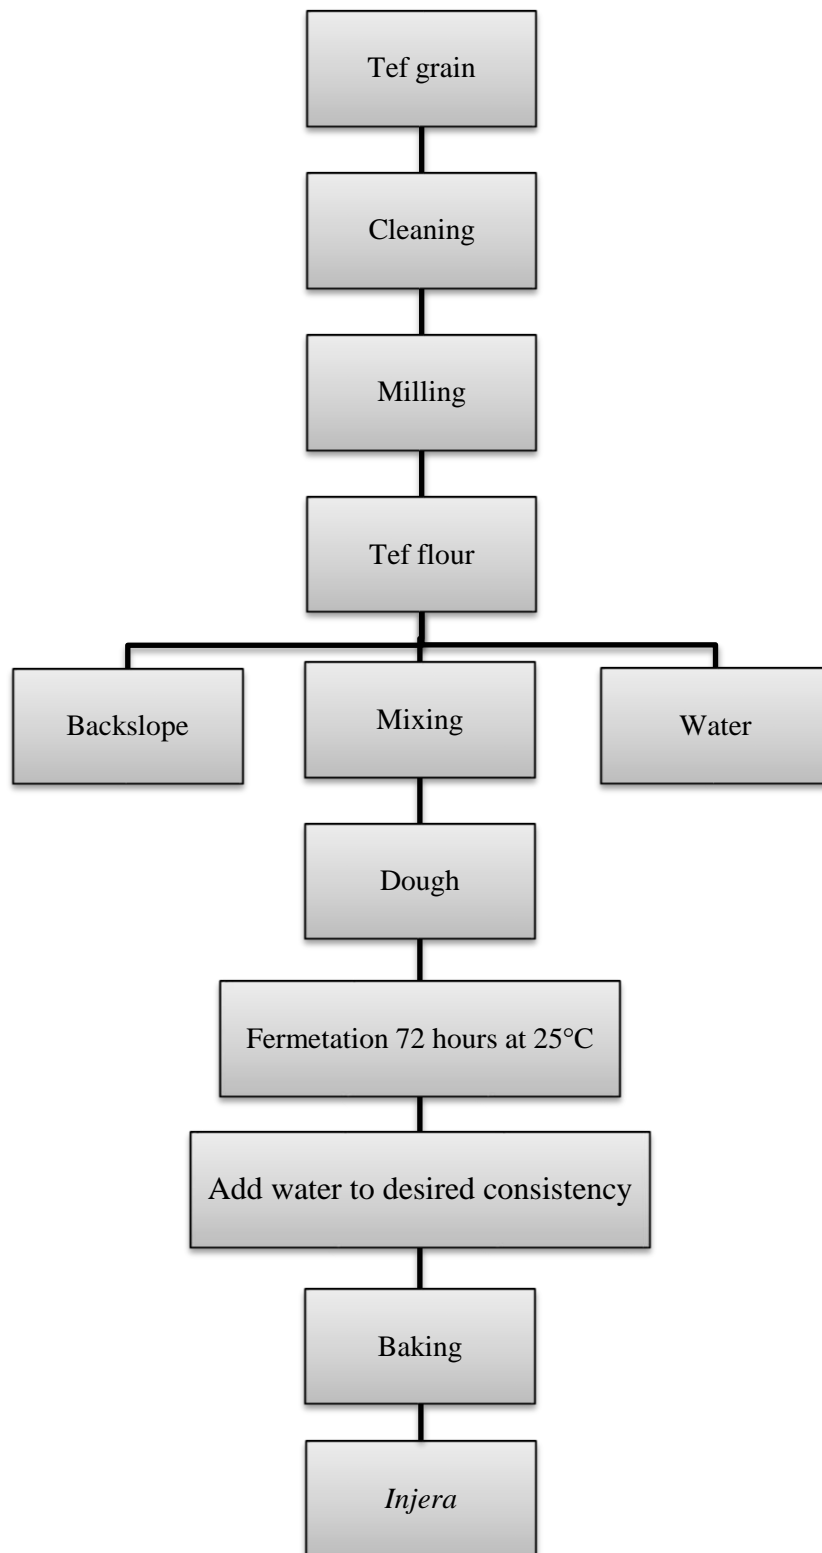 Tef grain
Cleaning
Milling
Tef flour
Backslope
Mixing
Water
Dough
Fermetation 72 hours at 25°C
Add water to desired consistency
Baking
Injera